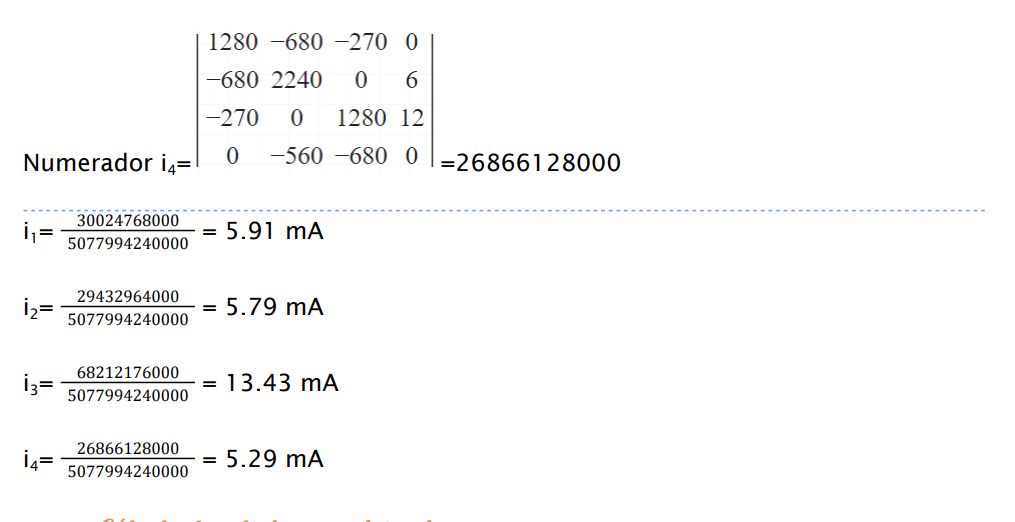 1280 −680 −270 0
−680 2240 0 6
−270 0 1280 12
0 −560 −680 0
Numerador i₄= =26866128000
i₁= 30024768000/5077994240000 = 5.91 mA
i₂= 29432964000/5077994240000 = 5.79 mA
i₃= 68212176000/5077994240000 = 13.43 mA
i₄= 26866128000/5077994240000 = 5.29 mA